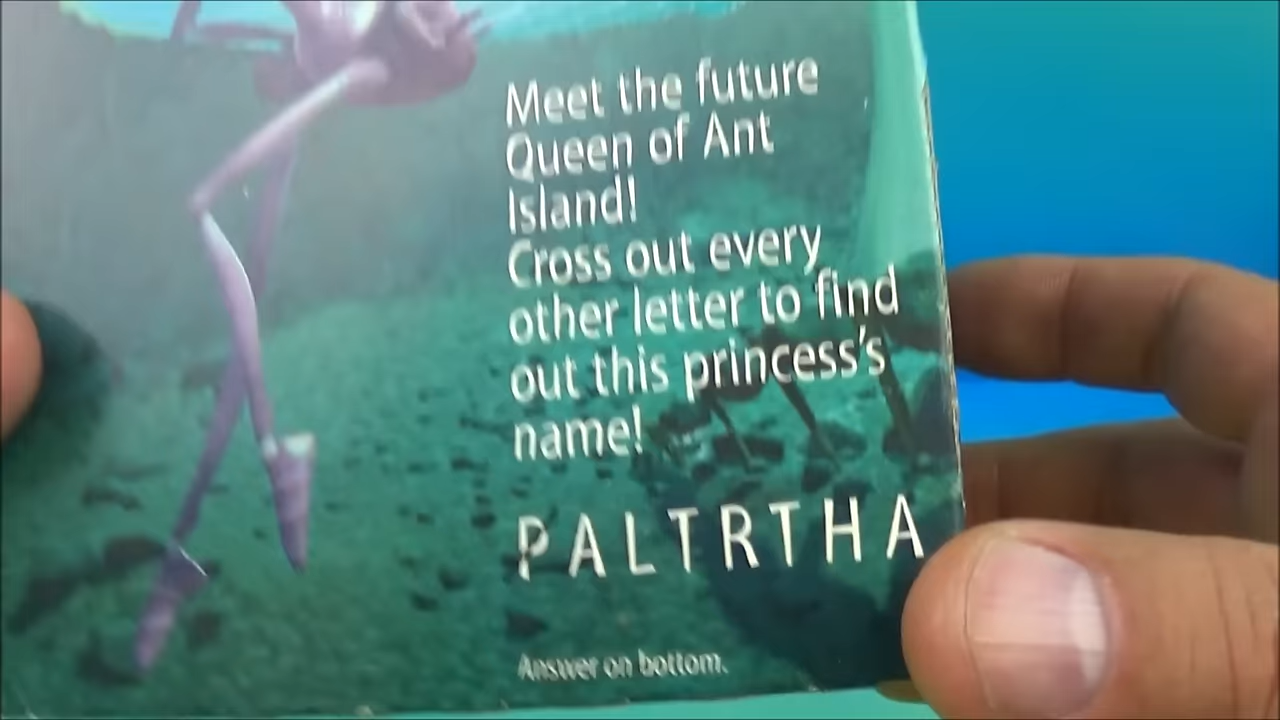 Meet the future
Queen of Ant
Island!
Cross out every
other letter to find
out this princess's
name!
PALTRTHA
Answer on bottom.